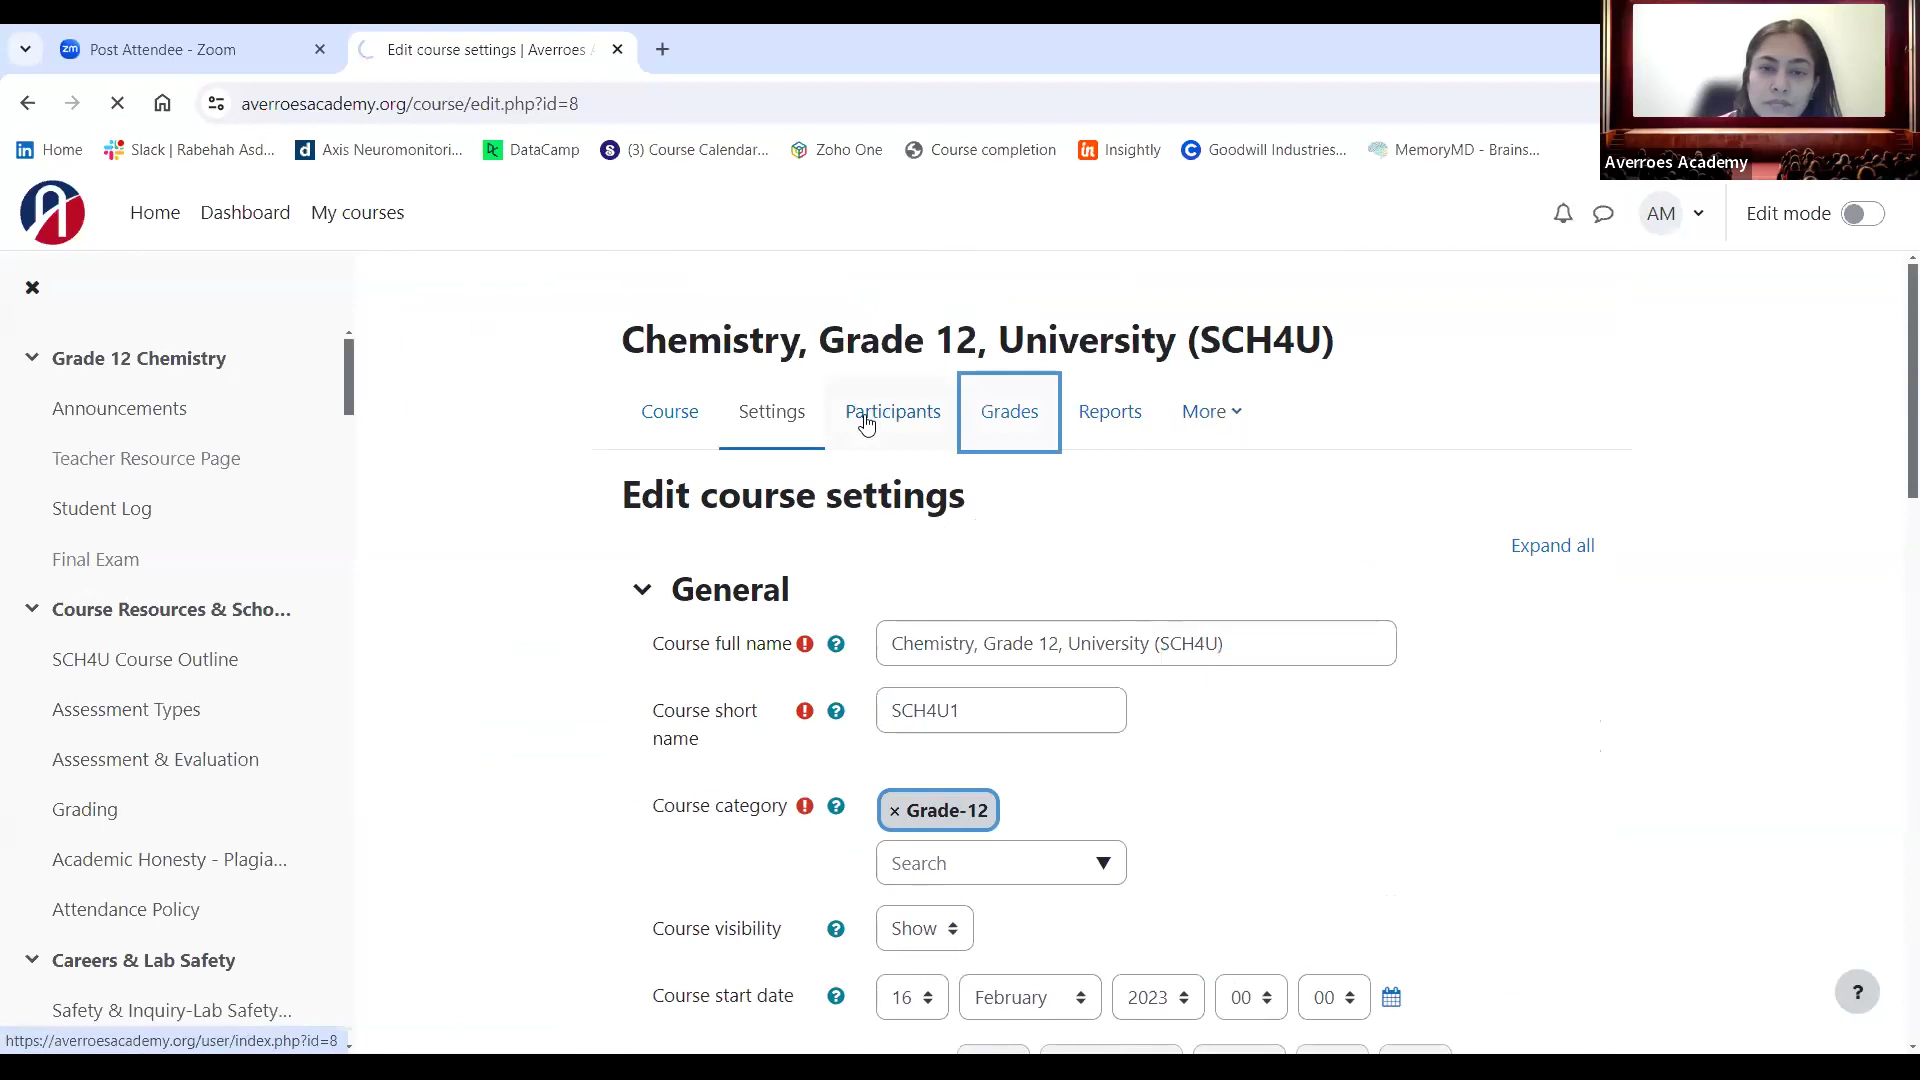 zm Post Attendee - Zoom
Edit course settings | Averroes
averroesacademy.org/course/edit.php?id=8
Home
Slack | Rabehah Asd...
Axis Neuromonitori...
DataCamp
(3) Course Calendar...
Zoho One
Course completion
Insightly
Goodwill Industries...
MemoryMD - Brains...
Averroes Academy
Home
Dashboard
My courses
AM
Edit mode
Grade 12 Chemistry
Announcements
Teacher Resource Page
Student Log
Final Exam
Course Resources & Scho...
SCH4U Course Outline
Assessment Types
Assessment & Evaluation
Grading
Academic Honesty - Plagia...
Attendance Policy
Careers & Lab Safety
Safety & Inquiry-Lab Safety...
https://averroesacademy.org/user/index.php?id=8
Chemistry, Grade 12, University (SCH4U)
Course
Settings
Participants
Grades
Reports
More
Edit course settings
Expand all
General
Course full name
Chemistry, Grade 12, University (SCH4U)
Course short
name
SCH4U1
Course category
× Grade-12
Search
Course visibility
Show
Course start date
16
February
2023
00
00
?